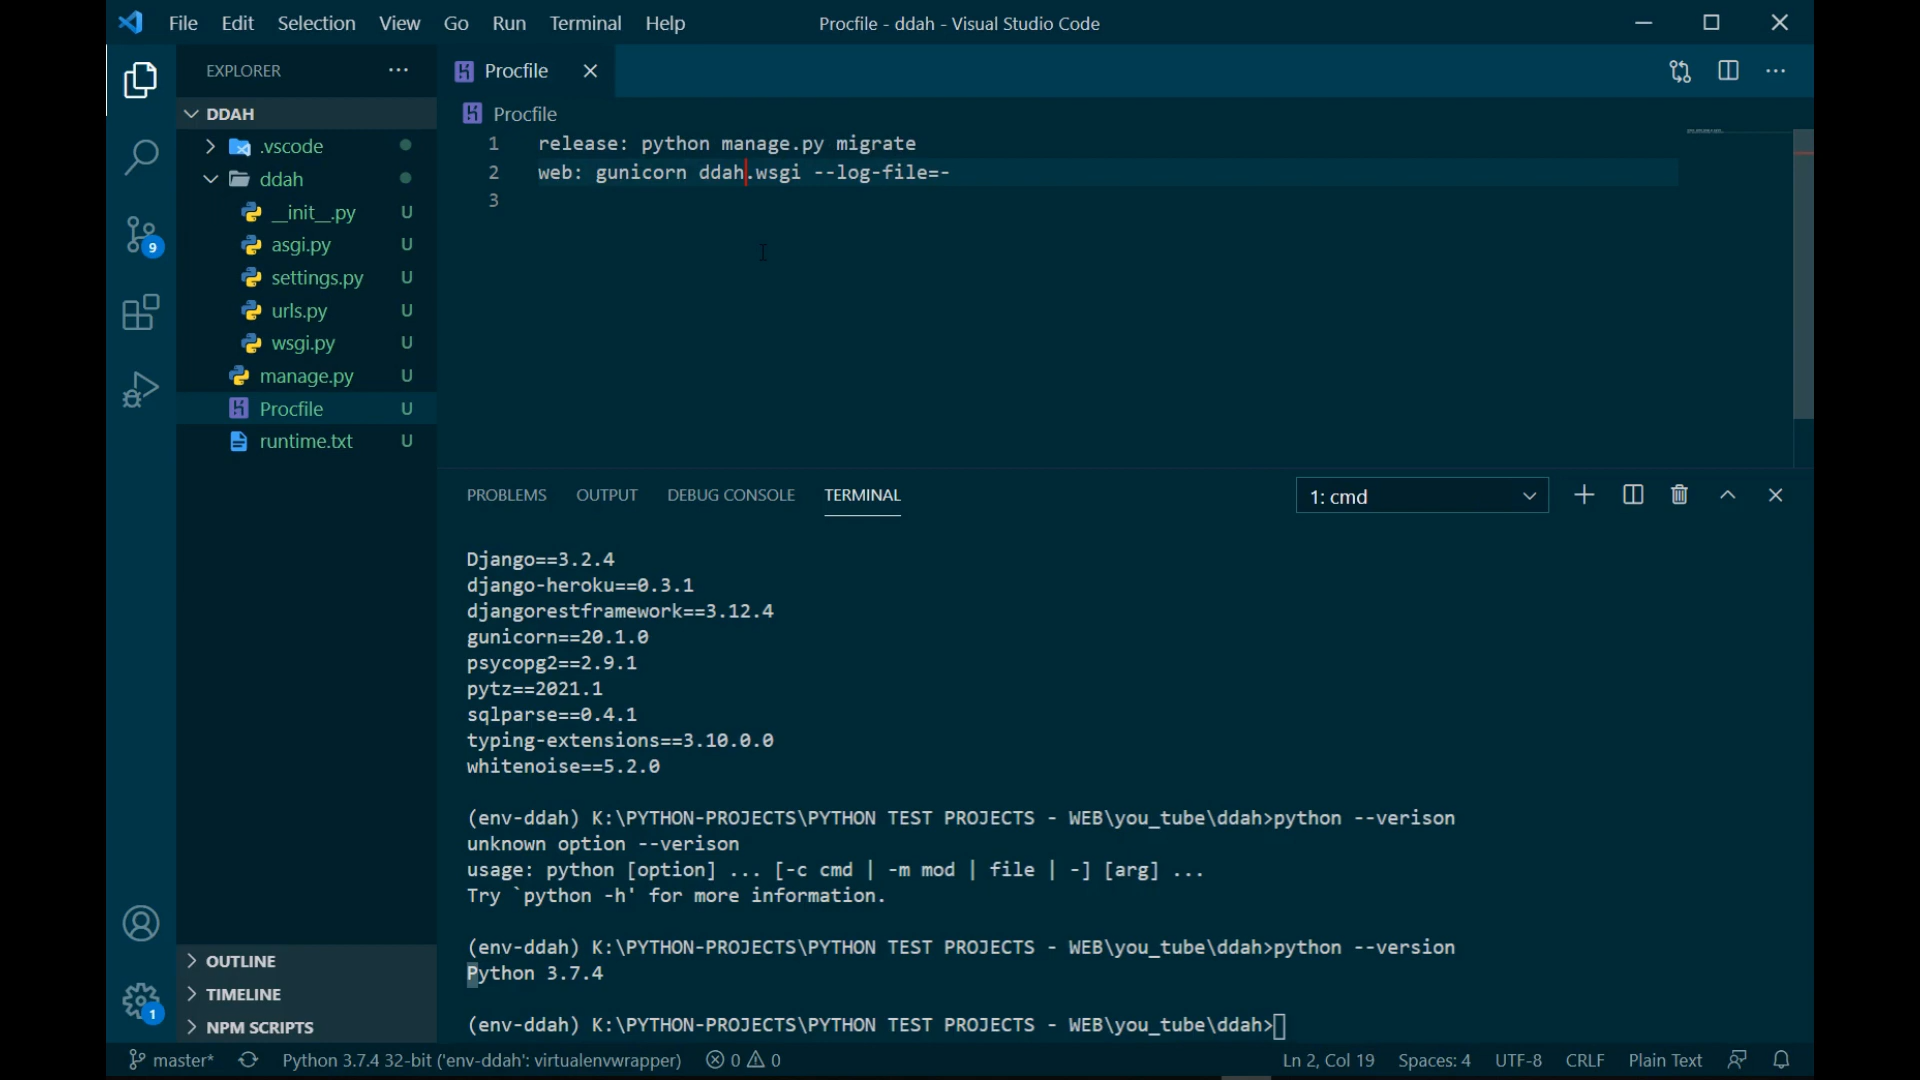 File Edit Selection View Go Run Terminal Help Procfile - ddah - Visual Studio Code
EXPLORER ... Procfile
DDAH
Procfile
1 release: python manage.py migrate
2 web: gunicorn ddah.wsgi --log-file=-
3
.vscode
ddah
__init__.py U
asgi.py U
settings.py U
urls.py U
wsgi.py U
manage.py U
Procfile U
runtime.txt U
9
PROBLEMS OUTPUT DEBUG CONSOLE TERMINAL 1: cmd
Django==3.2.4
django-heroku==0.3.1
djangorestframework==3.12.4
gunicorn==20.1.0
psycopg2==2.9.1
pytz==2021.1
sqlparse==0.4.1
typing-extensions==3.10.0.0
whitenoise==5.2.0
(env-ddah) K:\PYTHON-PROJECTS\PYTHON TEST PROJECTS - WEB\you_tube\ddah>python --verison
unknown option --verison
usage: python [option] ... [-c cmd | -m mod | file | -] [arg] ...
Try `python -h' for more information.
(env-ddah) K:\PYTHON-PROJECTS\PYTHON TEST PROJECTS - WEB\you_tube\ddah>python --version
Python 3.7.4
(env-ddah) K:\PYTHON-PROJECTS\PYTHON TEST PROJECTS - WEB\you_tube\ddah>
OUTLINE
TIMELINE
NPM SCRIPTS
1
master* Python 3.7.4 32-bit ('env-ddah': virtualenvwrapper) 0 0 Ln 2, Col 19 Spaces: 4 UTF-8 CRLF Plain Text